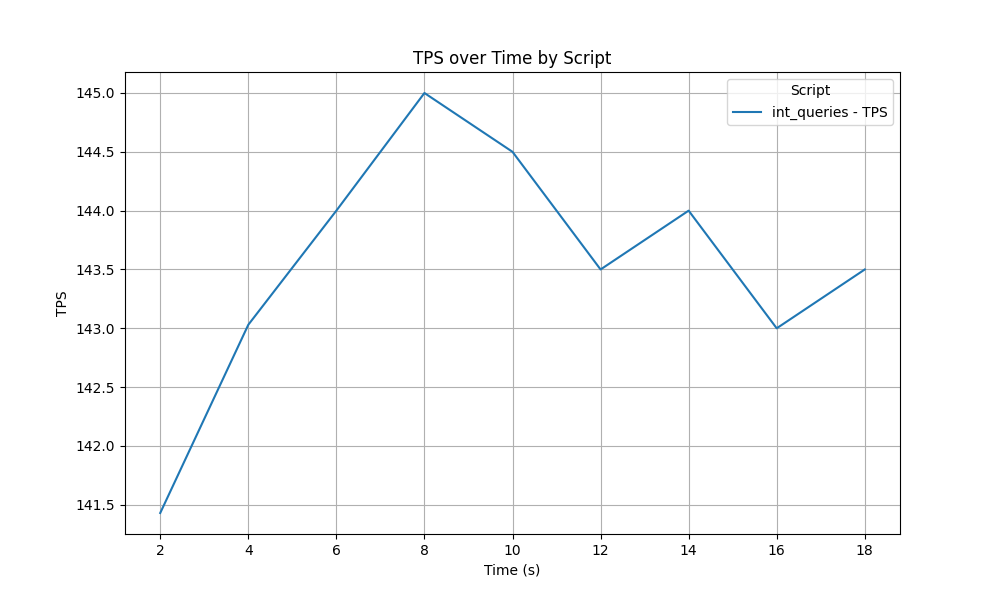 TPS over Time by Script
Script
int_queries - TPS
145.0
144.5
144.0
143.5
143.0
142.5
142.0
141.5
TPS
2 4 6 8 10 12 14 16 18
Time (s)